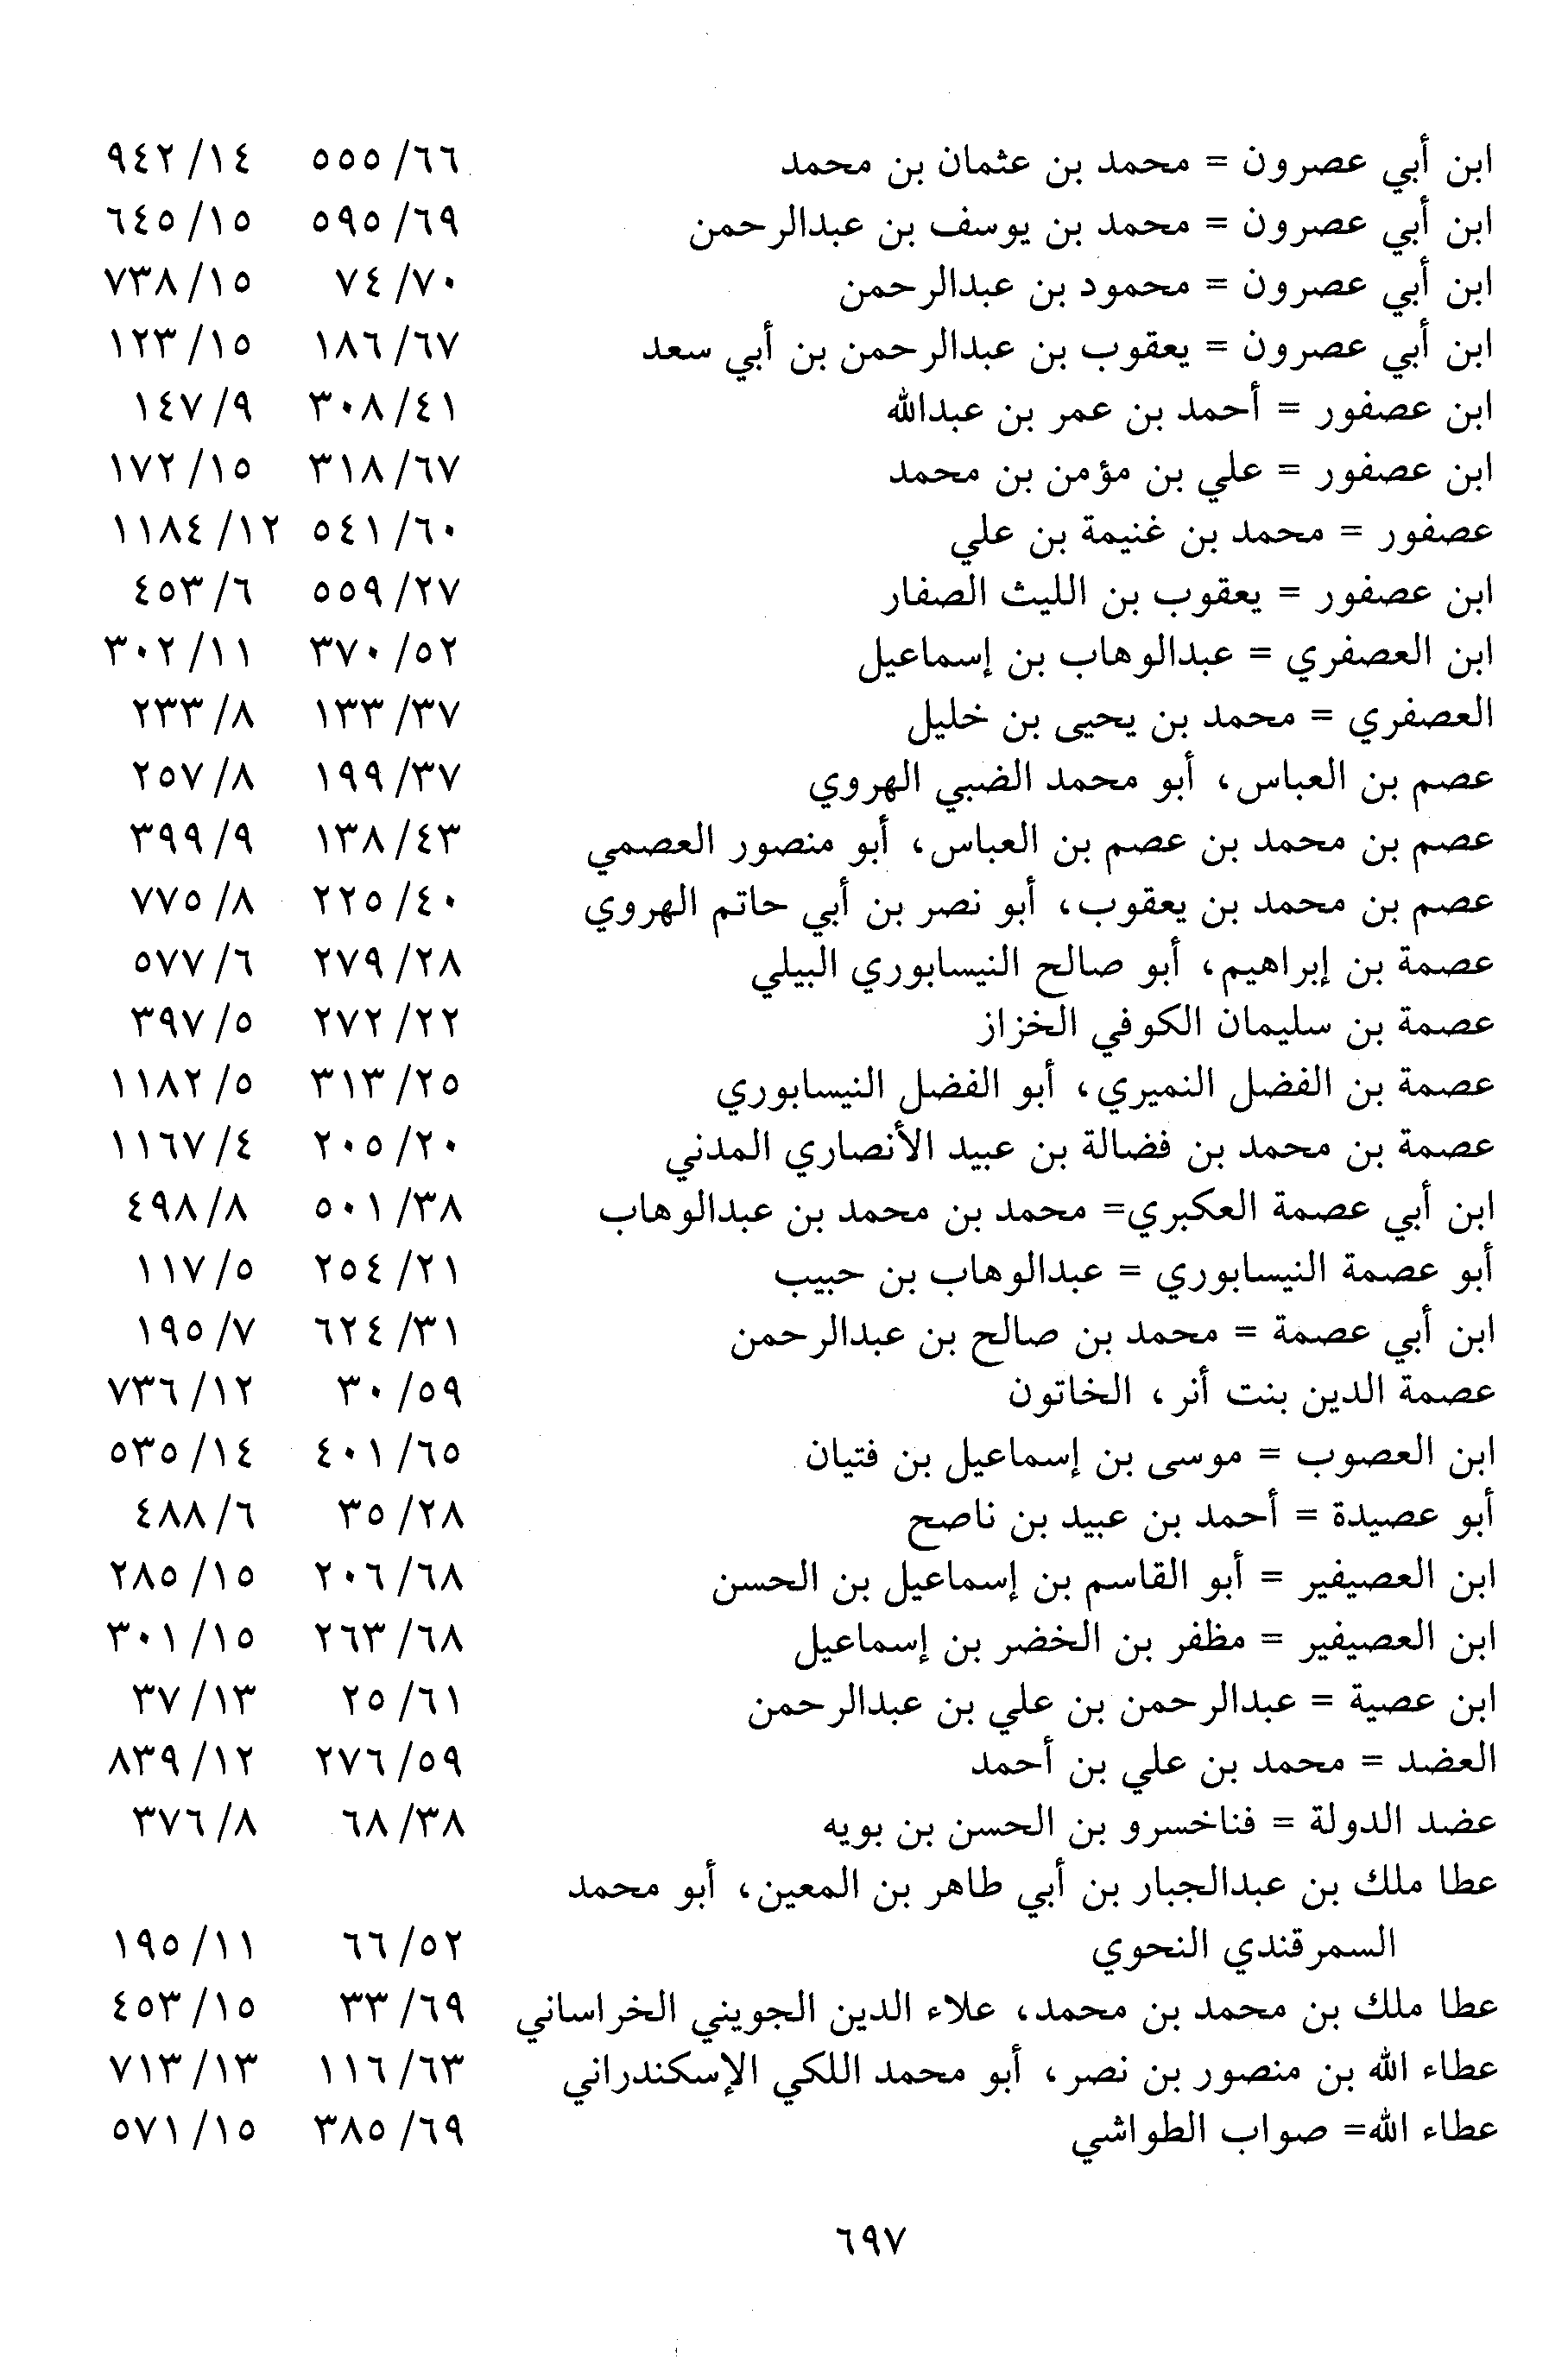 ابن أبي عصرون = محمد بن عثمان بن محمد ٦٦/ ٥٥٥ ١٤/ ٩٤٢
ابن أبي عصرون = محمد بن يوسف بن عبدالرحمن ٦٩/ ٥٩٥ ١٥/ ٦٤٥
ابن أبي عصرون = محمود بن عبدالرحمن ٧٠/ ٧٤ ١٥/ ٧٣٨
ابن أبي عصرون = يعقوب بن عبدالرحمن بن أبي سعد ٦٧/ ١٨٦ ١٥/ ١٢٣
ابن عصفور = أحمد بن عمر بن عبدالله ٤١/ ٣٠٨ ٩/ ١٤٧
ابن عصفور = علي بن مؤمن بن محمد ٦٧/ ٣١٨ ١٥/ ١٧٢
عصفور = محمد بن غنيمة بن علي ٦٠/ ٥٤١ ١٢/ ١١٨٤
ابن عصفور = يعقوب بن الليث الصفار ٢٧/ ٥٥٩ ٦/ ٤٥٣
ابن العصفري = عبدالوهاب بن إسماعيل ٥٢/ ٣٧٠ ١١/ ٣٠٢
العصفري = محمد بن يحيى بن خليل ٣٧/ ١٣٣ ٨/ ٢٣٣
عصم بن العباس، أبو محمد الضبي الهروي ٣٧/ ١٩٩ ٨/ ٢٥٧
عصم بن محمد بن عصم بن العباس، أبو منصور العصمي ٤٣/ ١٣٨ ٩/ ٣٩٩
عصم بن محمد بن يعقوب، أبو نصر بن أبي حاتم الهروي ٤٠/ ٢٢٥ ٨/ ٧٧٥
عصمة بن إبراهيم، أبو صالح النيسابوري البيلي ٢٨/ ٢٧٩ ٦/ ٥٧٧
عصمة بن سليمان الكوفي الخزاز ٢٢/ ٢٧٢ ٥/ ٣٩٧
عصمة بن الفضل النميري، أبو الفضل النيسابوري ٢٥/ ٣١٣ ٥/ ١١٨٢
عصمة بن محمد بن فضالة بن عبيد الأنصاري المدني ٢٠/ ٢٠٥ ٤/ ١١٦٧
ابن أبي عصمة العكبري= محمد بن محمد بن عبدالوهاب ٣٨/ ٥٠١ ٨/ ٤٩٨
أبو عصمة النيسابوري = عبدالوهاب بن حبيب ٢١/ ٢٥٤ ٥/ ١١٧
ابن أبي عصمة = محمد بن صالح بن عبدالرحمن ٣١/ ٦٢٤ ٧/ ١٩٥
عصمة الدين بنت أنر، الخاتون ٥٩/ ٣٠ ١٢/ ٧٣٦
ابن العصوب = موسى بن إسماعيل بن فتيان ٦٥/ ٤٠١ ١٤/ ٥٣٥
أبو عصيدة = أحمد بن عبيد بن ناصح ٢٨/ ٣٥ ٦/ ٤٨٨
ابن العصيفير = أبو القاسم بن إسماعيل بن الحسن ٦٨/ ٢٠٦ ١٥/ ٢٨٥
ابن العصيفير = مظفر بن الخضر بن إسماعيل ٦٨/ ٢٦٣ ١٥/ ٣٠١
ابن عصية = عبدالرحمن بن علي بن عبدالرحمن ٦١/ ٢٥ ١٣/ ٣٧
العضد = محمد بن علي بن أحمد ٥٩/ ٢٧٦ ١٢/ ٨٣٩
عضد الدولة = فناخسرو بن الحسن بن بويه ٣٨/ ٦٨ ٨/ ٣٧٦
عطا ملك بن عبدالجبار بن أبي طاهر بن المعين، أبو محمد
السمرقندي النحوي ٥٢/ ٦٦ ١١/ ١٩٥
عطا ملك بن محمد بن محمد، علاء الدين الجويني الخراساني ٦٩/ ٣٣ ١٥/ ٤٥٣
عطاء الله بن منصور بن نصر، أبو محمد اللكي الإسكندراني ٦٣/ ١١٦ ١٣/ ٧١٣
عطاء الله= صواب الطواشي ٦٩/ ٣٨٥ ١٥/ ٥٧١
٦٩٧